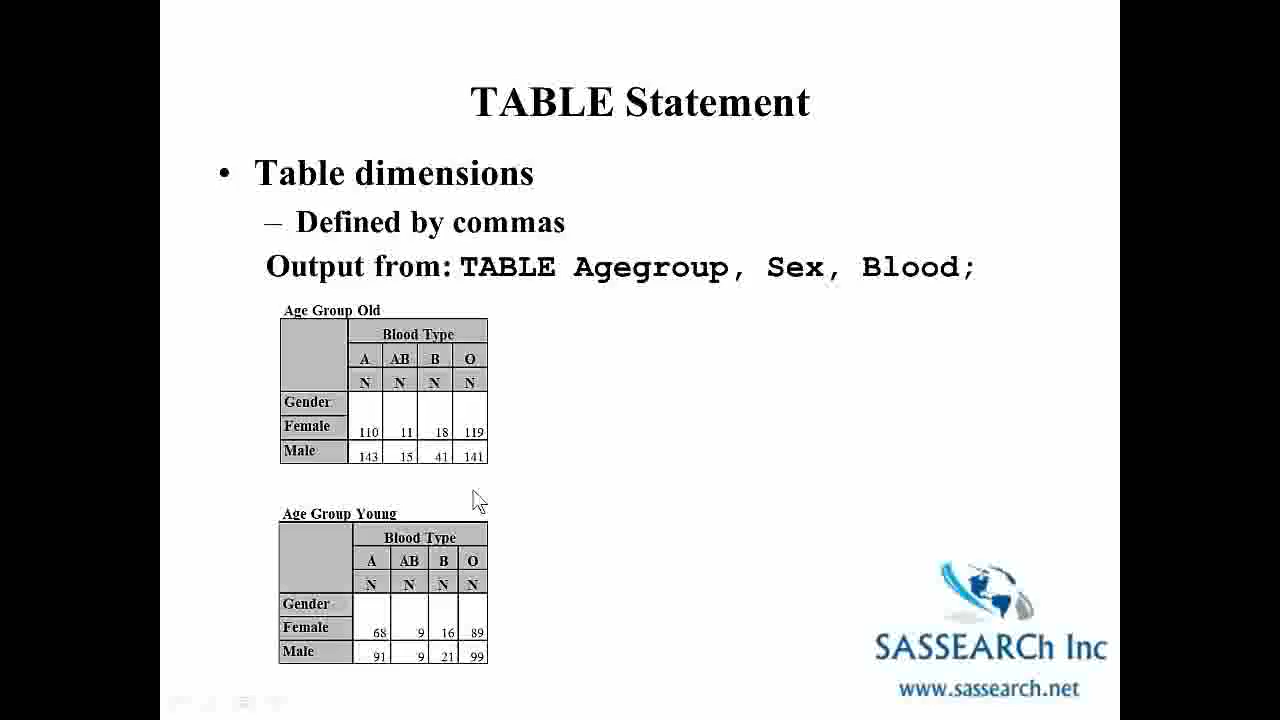 TABLE Statement
• Table dimensions
– Defined by commas
Output from: TABLE Agegroup, Sex, Blood;
Age Group Old
Blood Type
A AB B O
N N N N
Gender
Female 110 11 18 119
Male 143 15 41 141
Age Group Young
Blood Type
A AB B O
N N N N
Gender
Female 68 9 16 89
Male 91 9 21 99
SASSEARCh Inc
www.sassearch.net